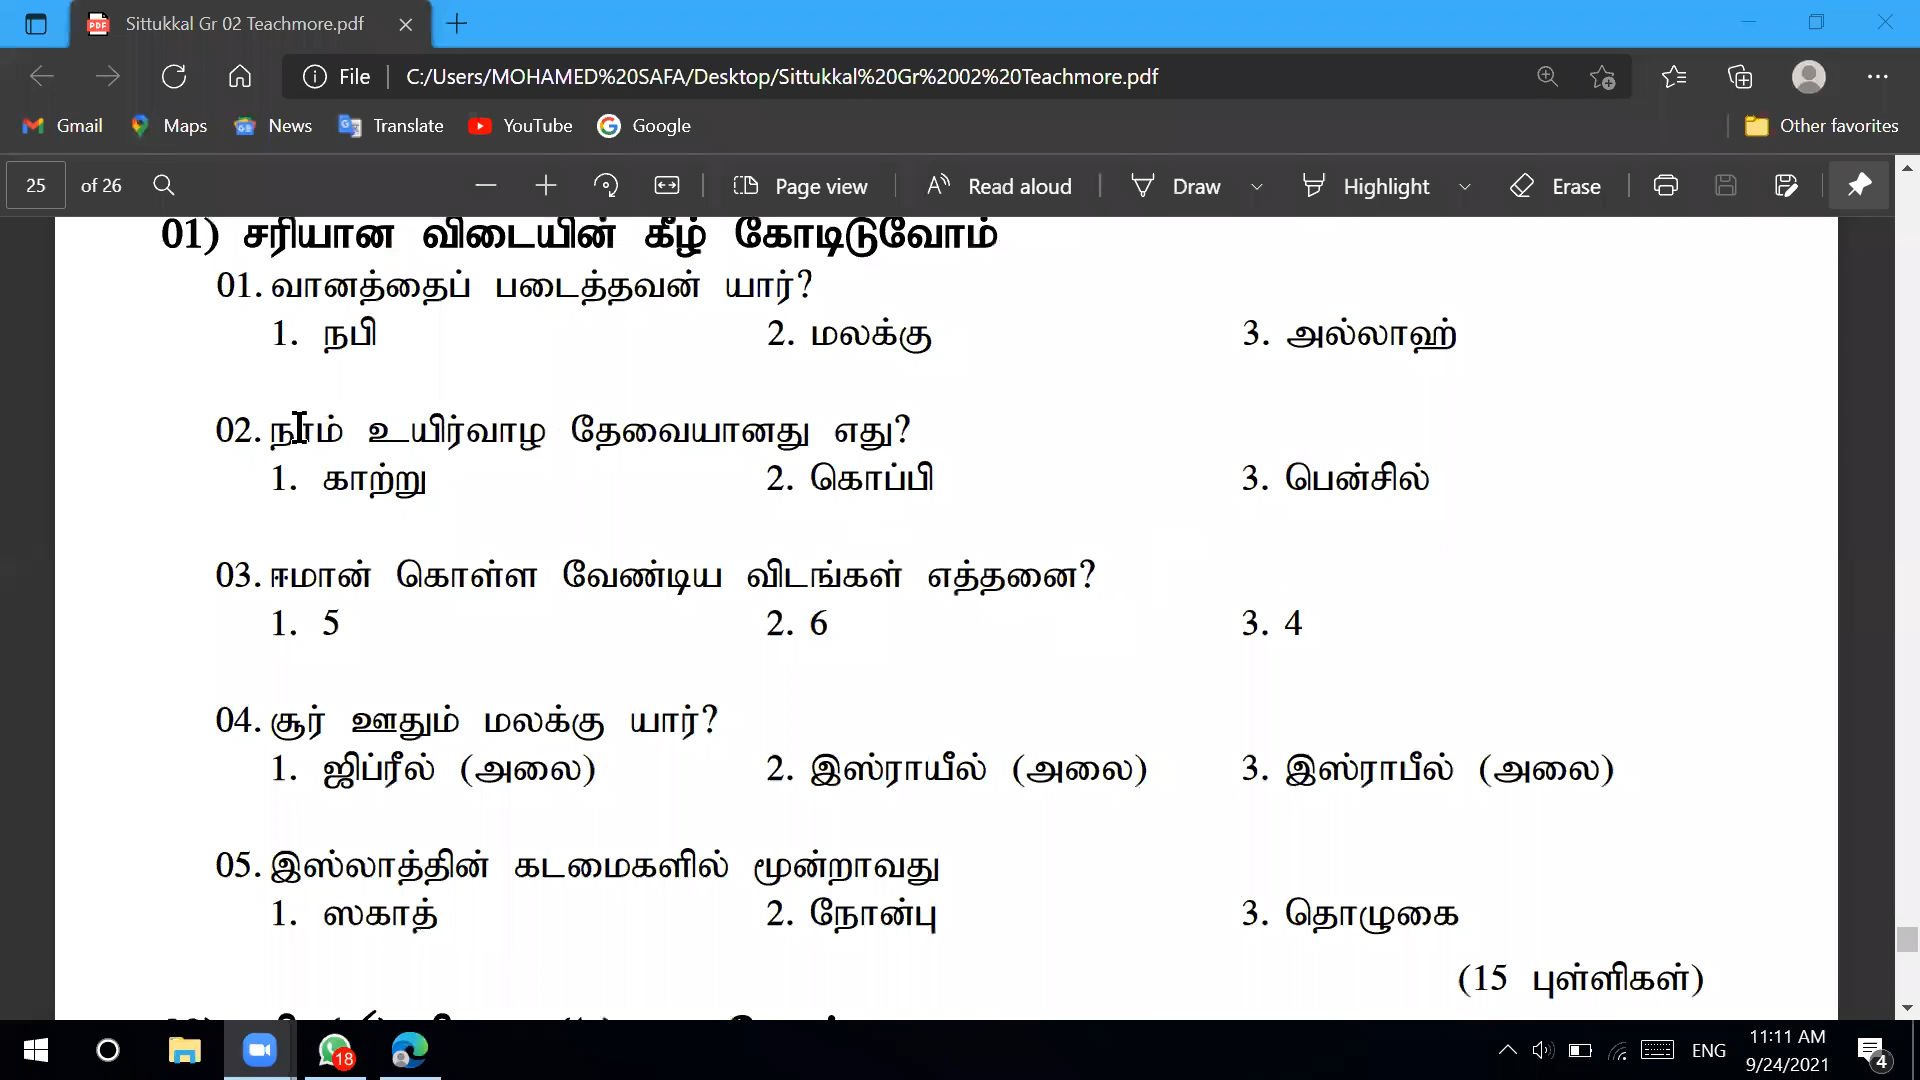 Sittukkal Gr 02 Teachmore.pdf
File C:/Users/MOHAMED%20SAFA/Desktop/Sittukkal%20Gr%2002%20Teachmore.pdf
Gmail Maps News Translate YouTube Google Other favorites
25 of 26 Page view Read aloud Draw Highlight Erase
01) சரியான விடையின் கீழ் கோடிடுவோம்
01. வானத்தைப் படைத்தவன் யார்?
1. நபி 2. மலக்கு 3. அல்லாஹ்
02. நாம் உயிர்வாழ தேவையானது எது?
1. காற்று 2. கொப்பி 3. பென்சில்
03. ஈமான் கொள்ள வேண்டிய விடங்கள் எத்தனை?
1. 5 2. 6 3. 4
04. சூர் ஊதும் மலக்கு யார்?
1. ஜிப்ரீல் (அலை) 2. இஸ்ராயீல் (அலை) 3. இஸ்ராபீல் (அலை)
05. இஸ்லாத்தின் கடமைகளில் மூன்றாவது
1. ஸகாத் 2. நோன்பு 3. தொழுகை
(15 புள்ளிகள்)
18 ENG 11:11 AM
9/24/2021 4